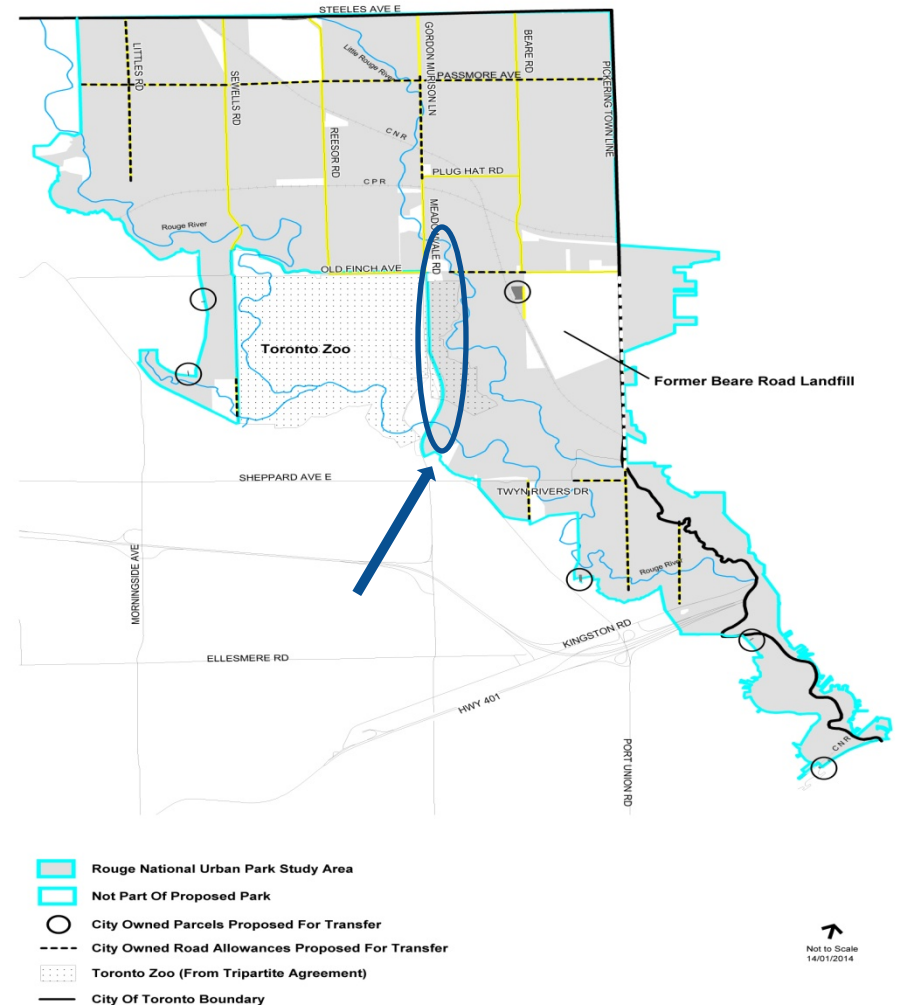 STEELES AVE E
LITTLES RD
SEWELLS RD
Little Rouge River
GORDON MURISON LN
BEARE RD
PASSMORE AVE
PICKERING TOWN LINE
REESOR RD
CNR
PLUG HAT RD
CPR
MEADOWVALE RD
Rouge River
OLD FINCH AVE
Toronto Zoo
Former Beare Road Landfill
SHEPPARD AVE E
TWYN RIVERS DR
MORNINGSIDE AVE
Rouge River
KINGSTON RD
ELLESMERE RD
HWY 401
PORT UNION RD
CNR
Rouge National Urban Park Study Area
Not Part Of Proposed Park
City Owned Parcels Proposed For Transfer
City Owned Road Allowances Proposed For Transfer
Toronto Zoo (From Tripartite Agreement)
City Of Toronto Boundary
Not to Scale
14/01/2014